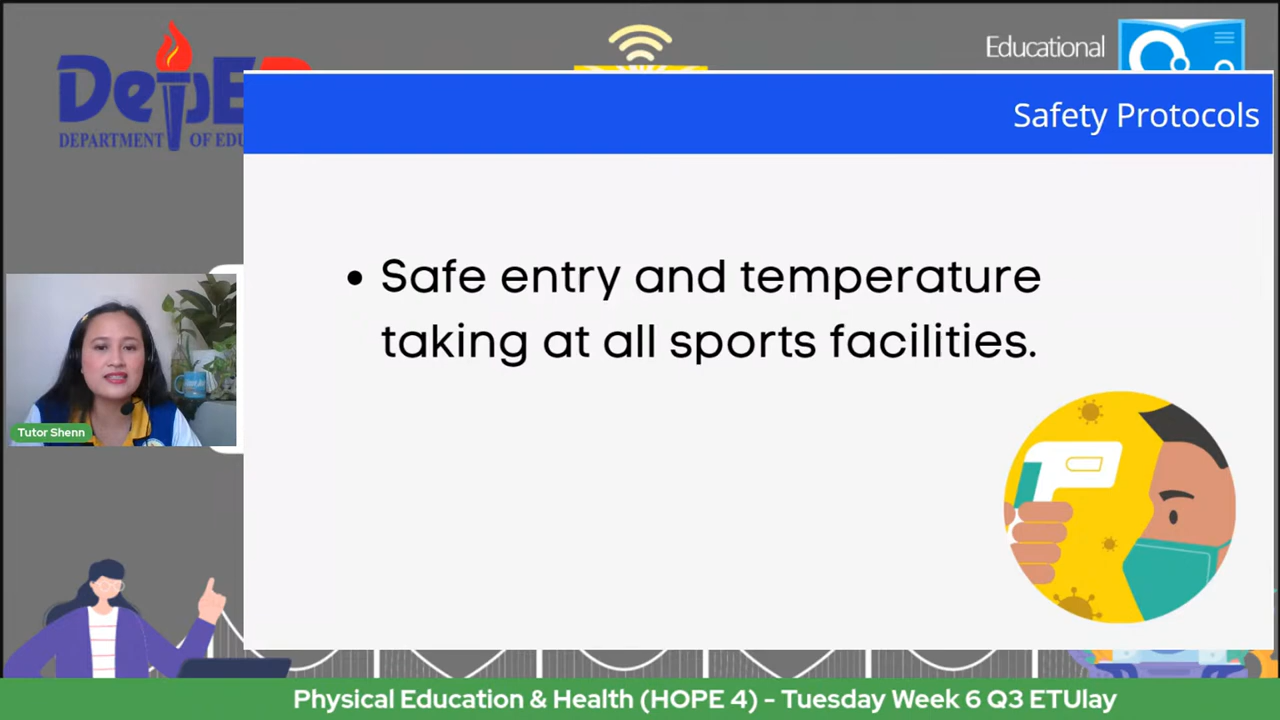 DepE
DEPARTMENT OF EDU
Educational
Safety Protocols
• Safe entry and temperature
taking at all sports facilities.
Tutor Shenn
Physical Education & Health (HOPE 4) - Tuesday Week 6 Q3 ETUlay